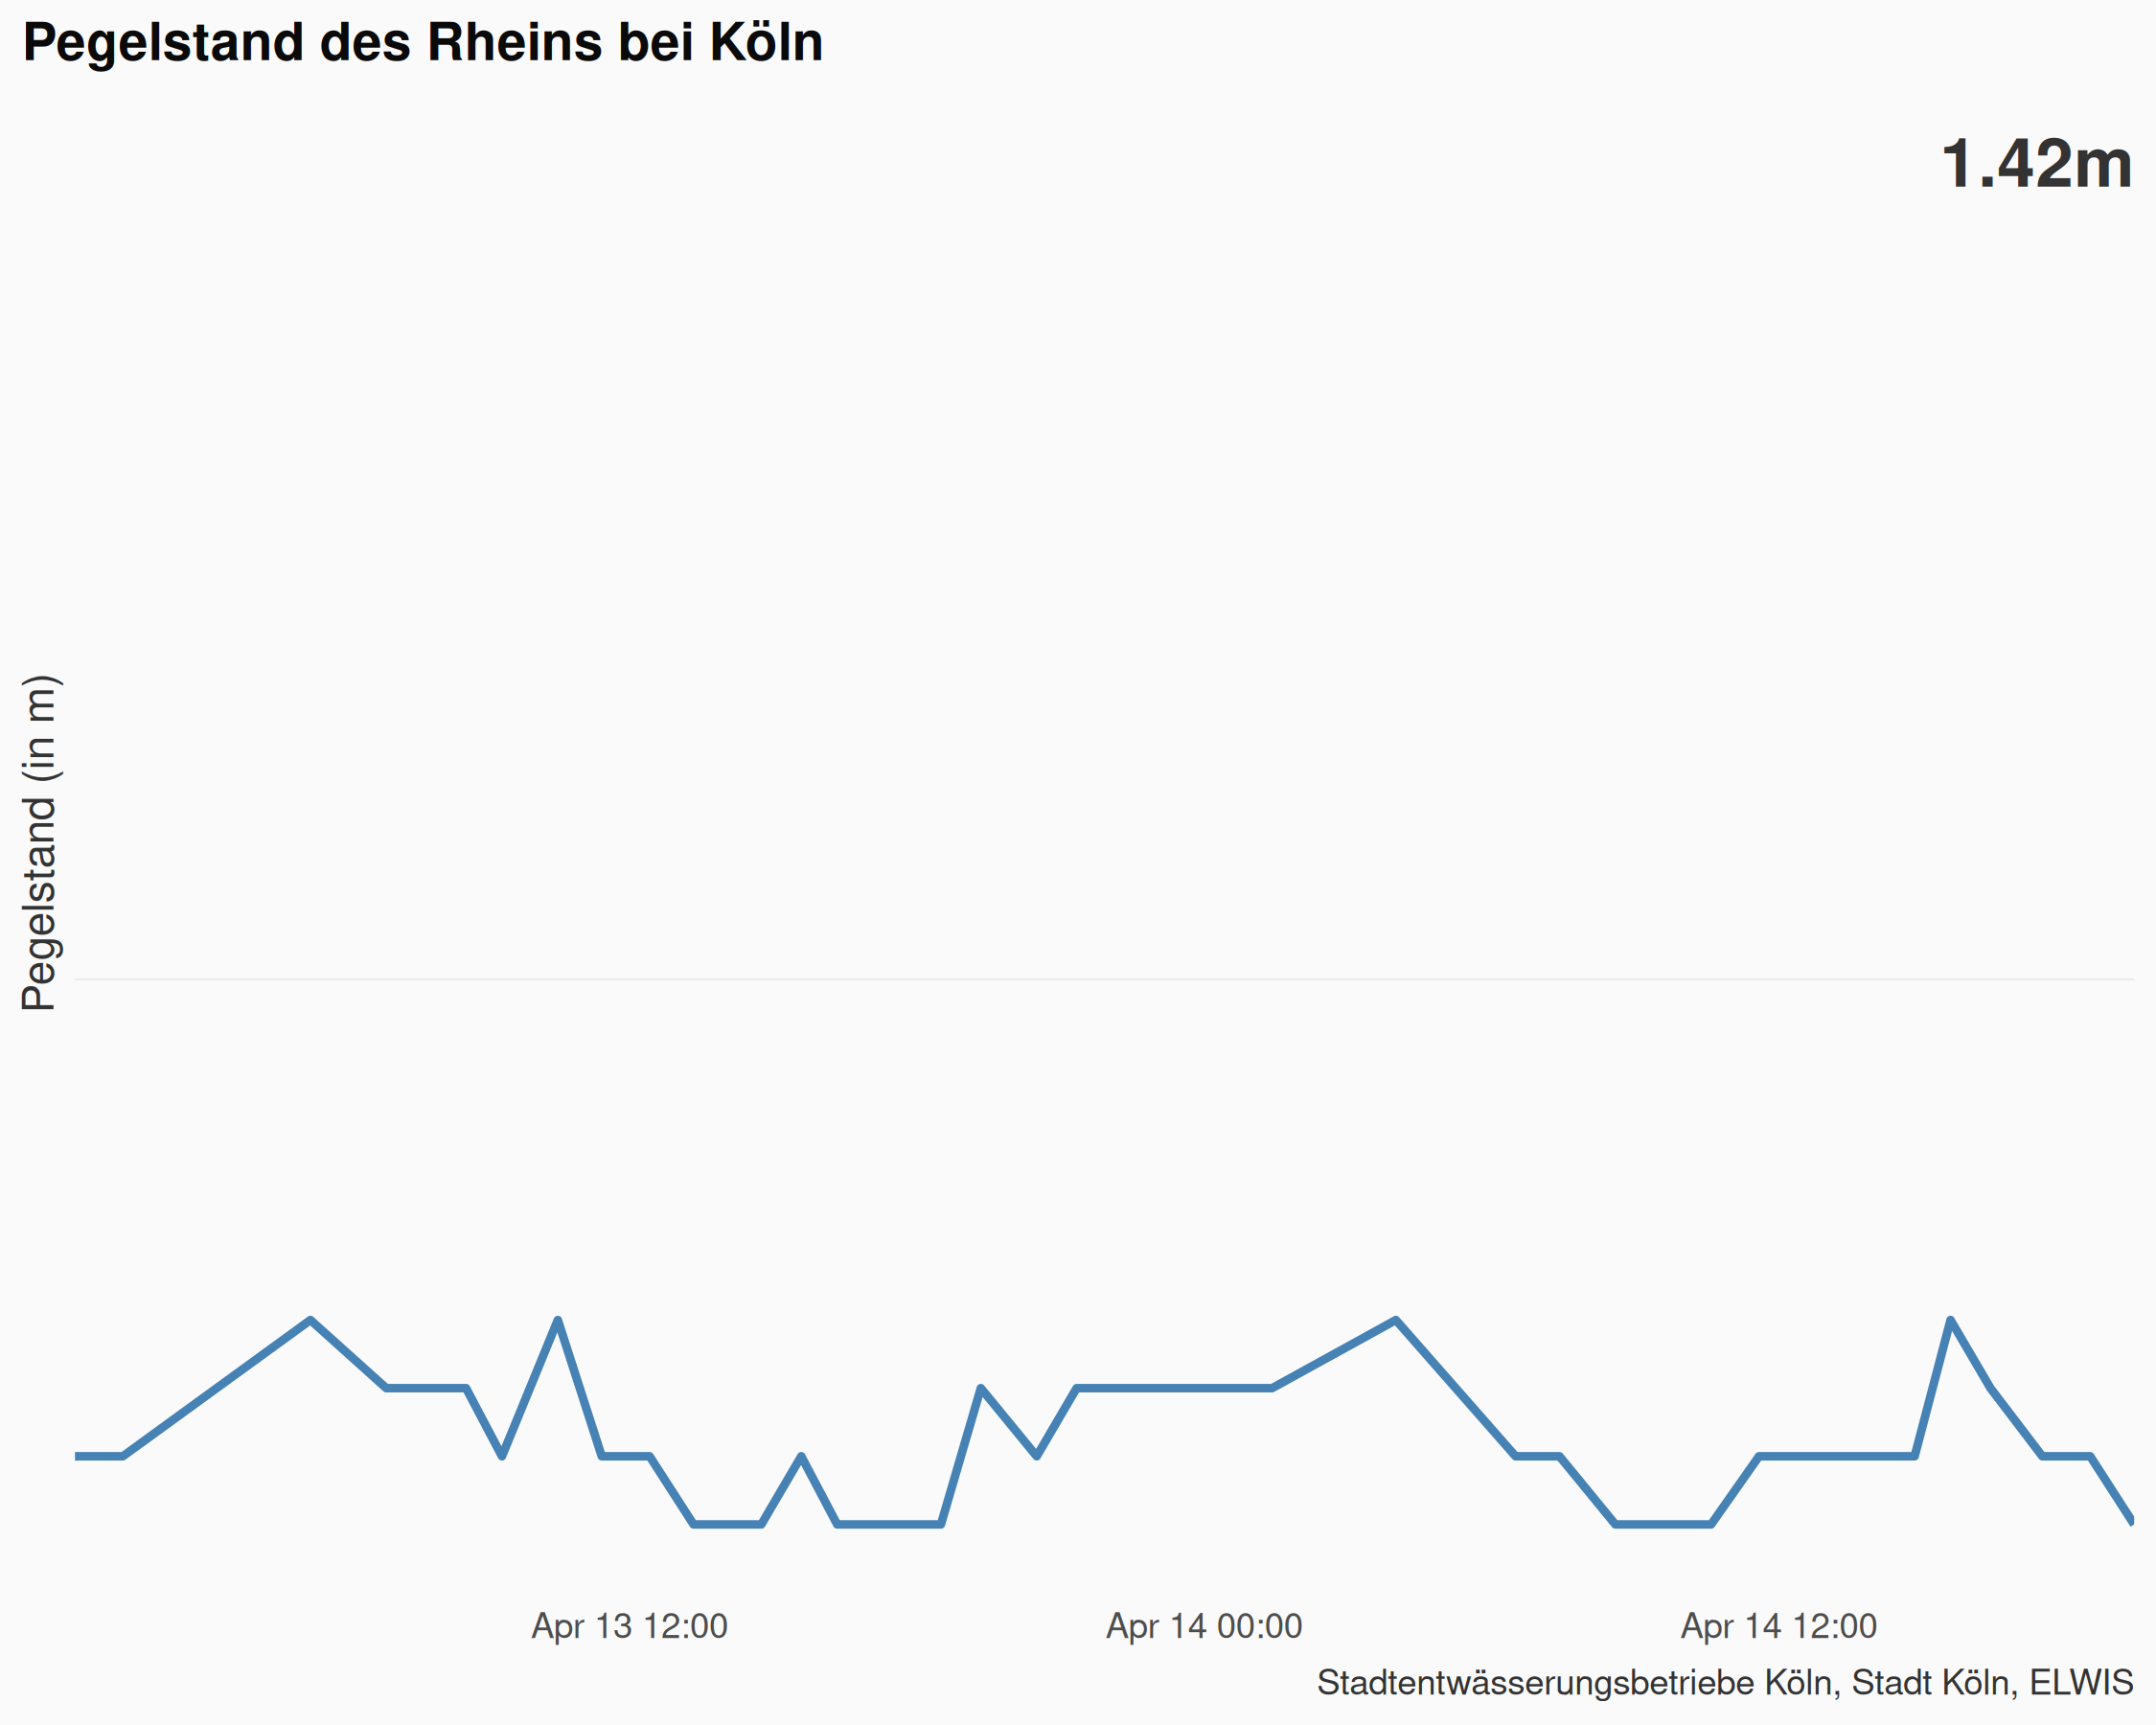 Pegelstand des Rheins bei Köln
1.42m
Pegelstand (in m)
Apr 13 12:00
Apr 14 00:00
Apr 14 12:00
Stadtentwässerungsbetriebe Köln, Stadt Köln, ELWIS